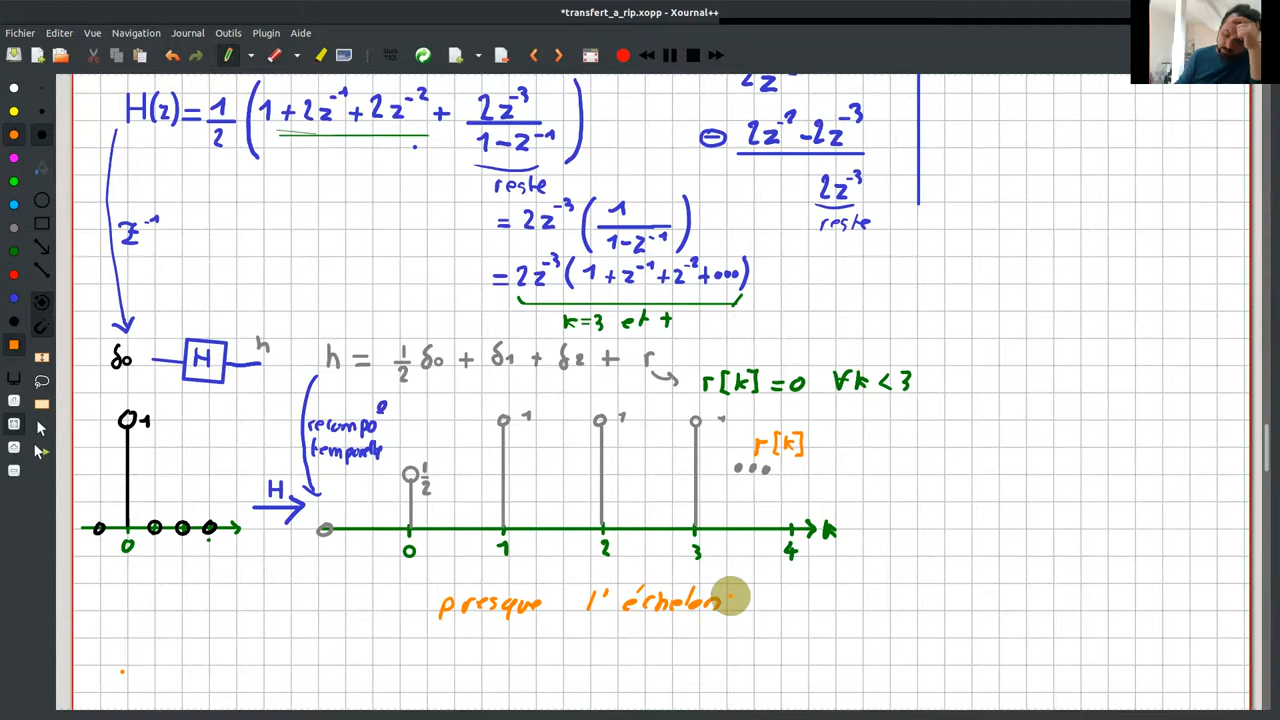 *transfert_a_rip.xopp - Xournal++
Fichier Editer Vue Navigation Journal Outils Plugin Aide
2z
H(z) = 1/2 ( 1 + 2z⁻¹ + 2z⁻² + 2z⁻³/(1 - z⁻¹) )
reste
⊖ 2z⁻² - 2z⁻³
2z⁻³
reste
= 2z⁻³ ( 1/(1 - z⁻¹) )
= 2z⁻³ ( 1 + z⁻¹ + z⁻² + ... )
k = 3 et +
Z⁻¹
δ0 H h
h = 1/2 δ0 + δ1 + δ2 + r
r[k] = 0 ∀k < 3
recompo°
temporelle
1
0
H
1/2 1 1 1
r[k]
...
0 1 2 3 4 k
presque l'échelon